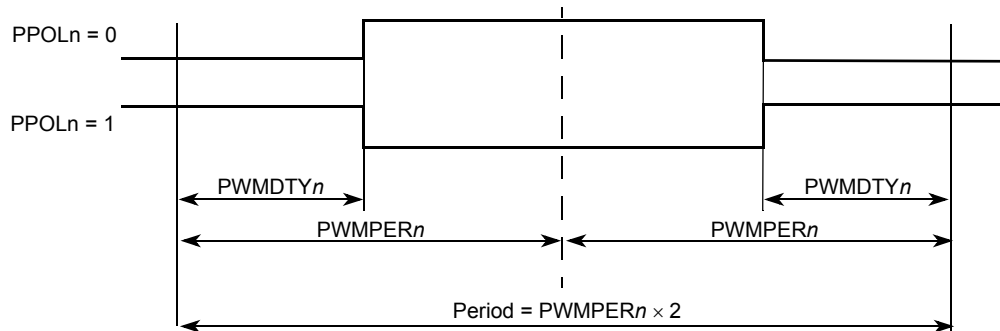 PPOLn = 0
PPOLn = 1
PWMDTYn
PWMDTYn
PWMPERn
PWMPERn
Period = PWMPERn × 2